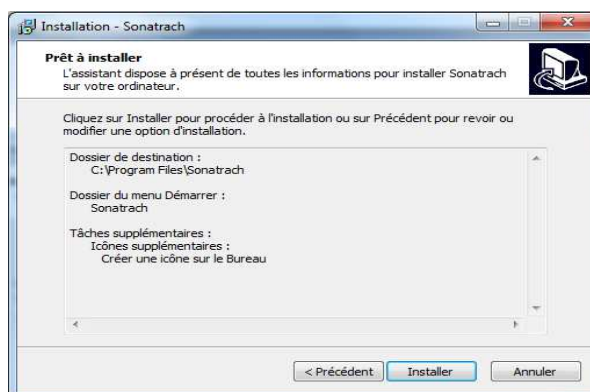 Installation - Sonatrach
Prêt à installer
L'assistant dispose à présent de toutes les informations pour installer Sonatrach
sur votre ordinateur.
Cliquez sur Installer pour procéder à l'installation ou sur Précédent pour revoir ou
modifier une option d'installation.
Dossier de destination :
C:\Program Files\Sonatrach
Dossier du menu Démarrer :
Sonatrach
Tâches supplémentaires :
Icônes supplémentaires :
Créer une icône sur le Bureau
< Précédent Installer Annuler